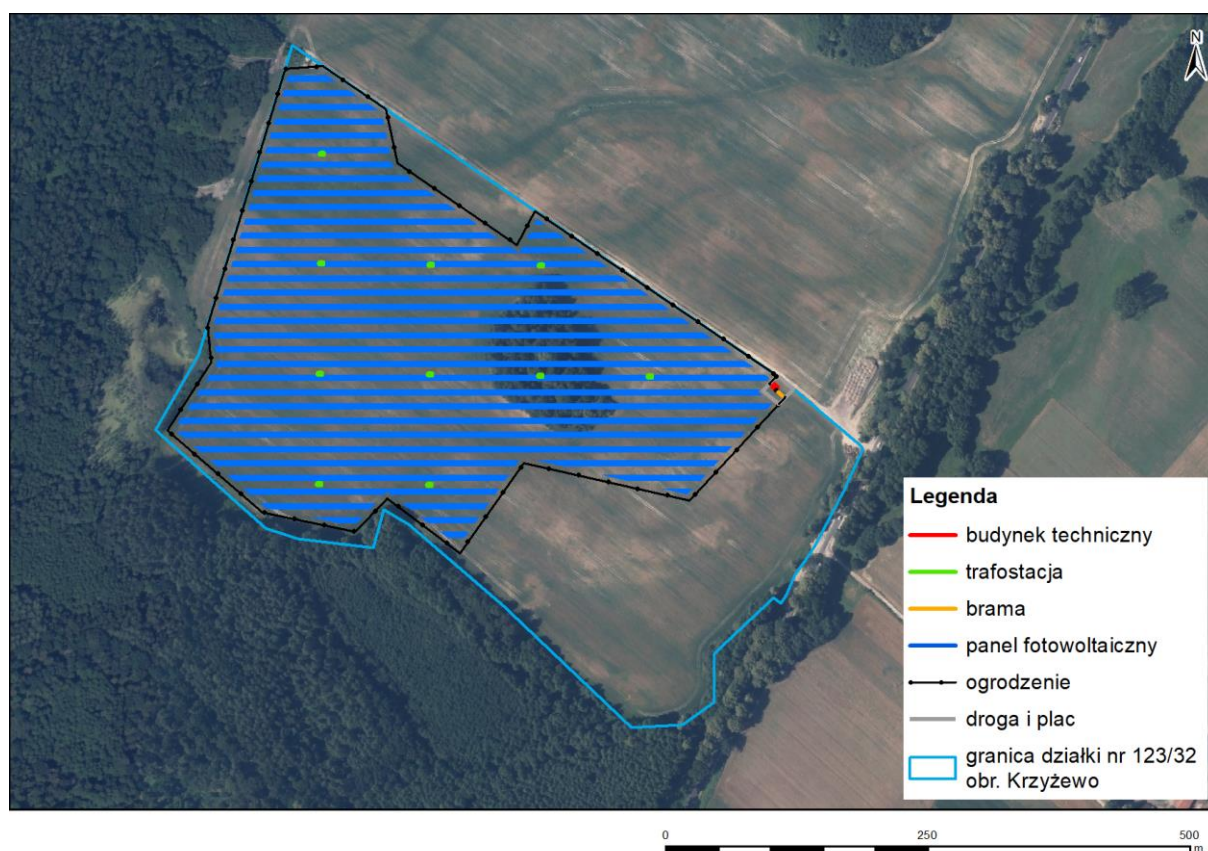 N
Legenda
budynek techniczny
trafostacja
brama
panel fotowoltaiczny
ogrodzenie
droga i plac
granica działki nr 123/32
obr. Krzyżewo
0 250 500
m